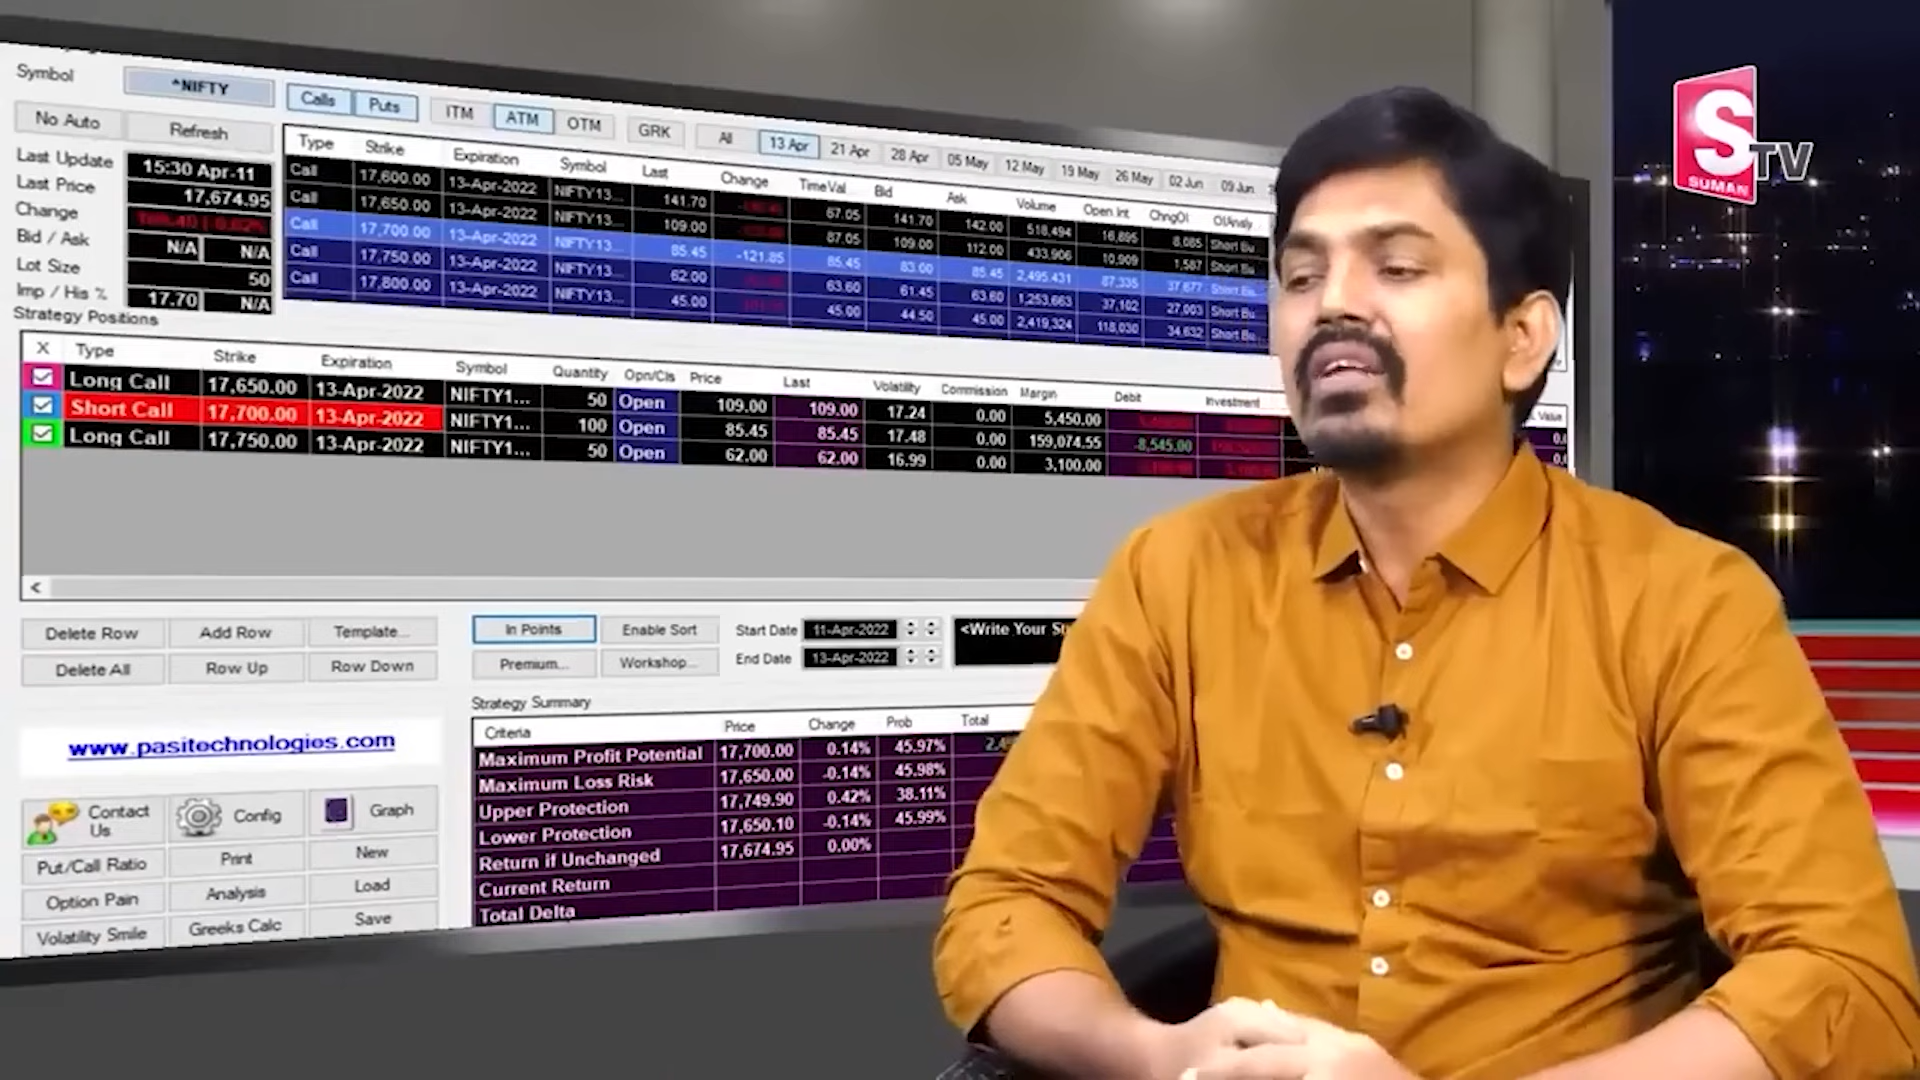 Symbol ^NIFTY Calls Puts ITM ATM OTM GRK All 13 Apr 21 Apr 28 Apr 05 May 12 May 19 May 26 May 02 Jun 09 Jun
No Auto Refresh
Last Update 15:30 Apr-11
Last Price 17,674.95
Change
Bid / Ask N/A N/A
Lot Size 50
Imp / His % 17.70 N/A
Type Strike Expiration Symbol Last Change TimeVal Bid Ask Volume Open Int ChngOI OIAnaly
Call 17,600.00 13-Apr-2022 NIFTY13... 141.70 67.05 141.70 142.00 518,494 16,895 8,085 Short Bu
Call 17,650.00 13-Apr-2022 NIFTY13... 109.00 87.05 109.00 112.00 433,906 10,909 1,587 Short Bu
Call 17,700.00 13-Apr-2022 NIFTY13... 85.45 -121.85 85.45 83.00 85.45 2,495,431 87,335 37,677 Short Bu
Call 17,750.00 13-Apr-2022 NIFTY13... 62.00 63.60 61.45 63.60 1,253,663 37,102 27,003 Short Bu
Call 17,800.00 13-Apr-2022 NIFTY13... 45.00 45.00 44.50 45.00 2,419,324 118,030 34,632 Short Bu
Strategy Positions
X Type Strike Expiration Symbol Quantity Opn/Cls Price Last Volatility Commission Margin Debit Investment Value
Long Call 17,650.00 13-Apr-2022 NIFTY1... 50 Open 109.00 109.00 17.24 0.00 5,450.00
Short Call 17,700.00 13-Apr-2022 NIFTY1... 100 Open 85.45 85.45 17.48 0.00 159,074.55 -8,545.00
Long Call 17,750.00 13-Apr-2022 NIFTY1... 50 Open 62.00 62.00 16.99 0.00 3,100.00
<
Delete Row Add Row Template... In Points Enable Sort Start Date 11-Apr-2022 <Write Your
Delete All Row Up Row Down Premium... Workshop... End Date 13-Apr-2022
Strategy Summary
Criteria Price Change Prob Total
Maximum Profit Potential 17,700.00 0.14% 45.97%
Maximum Loss Risk 17,650.00 -0.14% 45.98%
Upper Protection 17,749.90 0.42% 38.11%
Lower Protection 17,650.10 -0.14% 45.99%
Return if Unchanged 17,674.95 0.00%
Current Return
Total Delta
www.pasitechnologies.com
Contact Us Config Graph
Put/Call Ratio Print New
Option Pain Analysis Load
Volatility Smile Greeks Calc Save
S TV
SUMAN